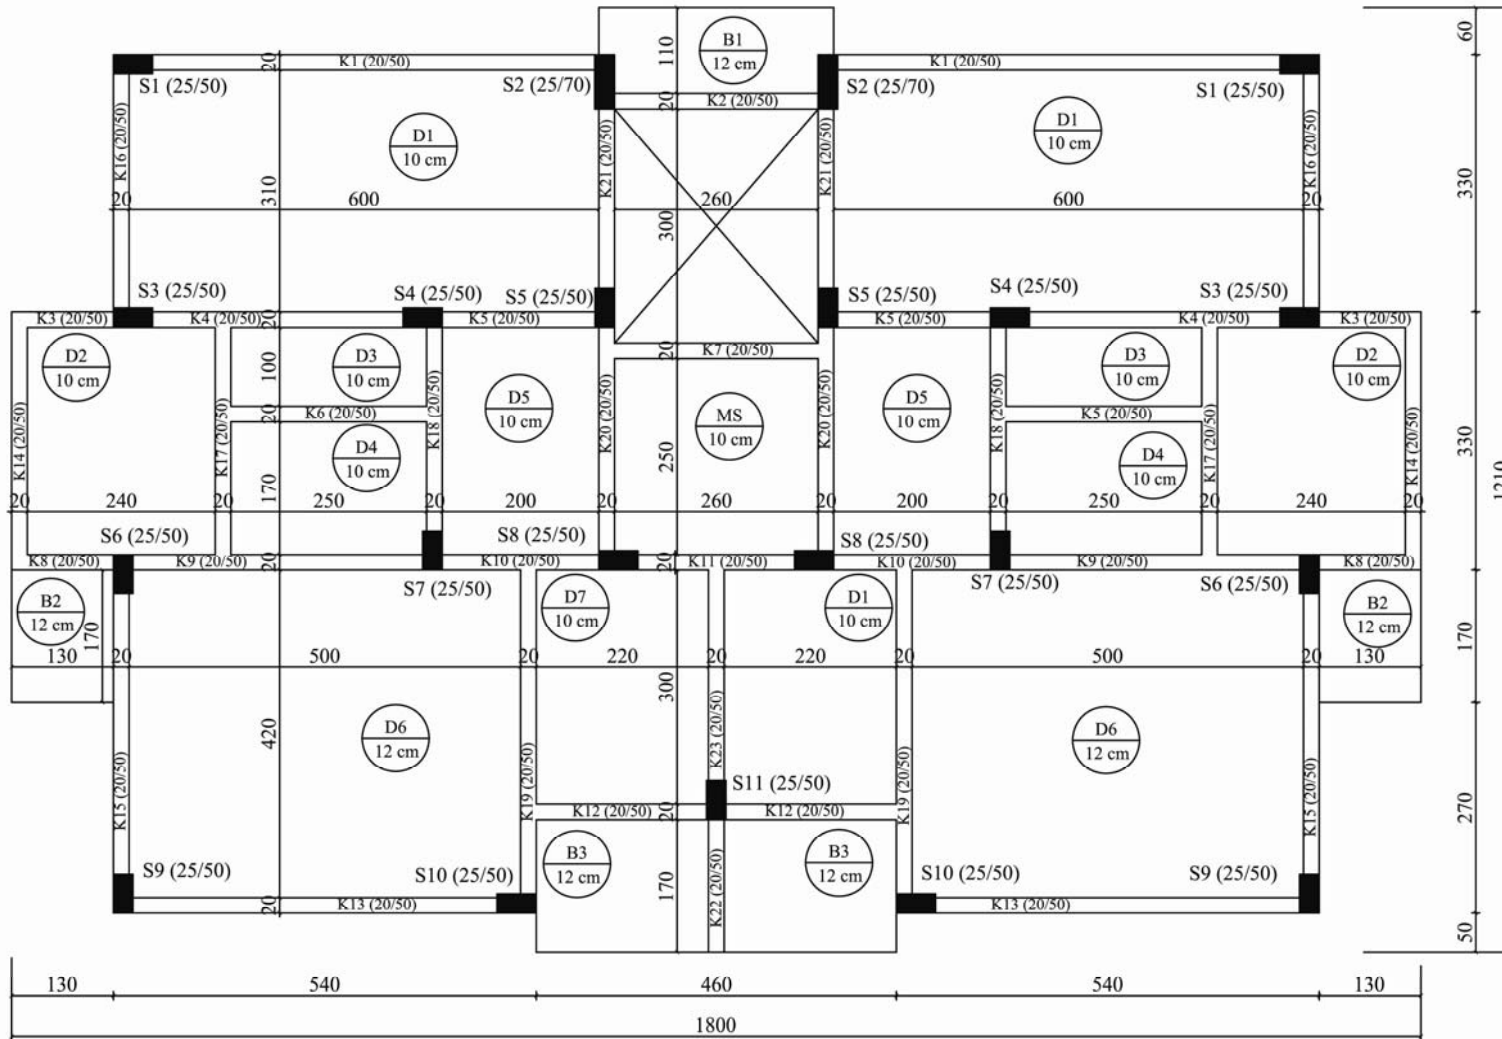 B1
12 cm
60
110
20
K1 (20/50)
K1 (20/50)
S1 (25/50)
S2 (25/70)
S2 (25/70)
S1 (25/50)
20
K2 (20/50)
K16 (20/50)
D1
10 cm
K21 (20/50)
K21 (20/50)
D1
10 cm
K16 (20/50)
310
330
20
600
260
600
20
300
S3 (25/50)
S4 (25/50)
S5 (25/50)
S5 (25/50)
S4 (25/50)
S3 (25/50)
K3 (20/50)
K4 (20/50)
20
K5 (20/50)
K5 (20/50)
K4 (20/50)
K3 (20/50)
20
K7 (20/50)
D2
10 cm
100
D3
10 cm
D3
10 cm
D2
10 cm
D5
10 cm
MS
10 cm
D5
10 cm
20
K6 (20/50)
K5 (20/50)
K14 (20/50)
K17 (20/50)
K18 (20/50)
K20 (20/50)
K20 (20/50)
K18 (20/50)
K17 (20/50)
K14 (20/50)
D4
10 cm
D4
10 cm
250
330
170
1210
20
240
20
250
20
200
20
260
20
200
20
250
20
240
20
S6 (25/50)
S8 (25/50)
S8 (25/50)
K8 (20/50)
K9 (20/50)
20
K10 (20/50)
20
K11 (20/50)
K10 (20/50)
K9 (20/50)
K8 (20/50)
S7 (25/50)
S7 (25/50)
S6 (25/50)
B2
12 cm
170
D7
10 cm
D1
10 cm
B2
12 cm
170
130
20
500
20
220
20
220
20
500
20
130
300
420
D6
12 cm
D6
12 cm
K23 (20/50)
K15 (20/50)
K19 (20/50)
K19 (20/50)
K15 (20/50)
S11 (25/50)
K12 (20/50)
20
K12 (20/50)
270
S9 (25/50)
S10 (25/50)
B3
12 cm
B3
12 cm
S10 (25/50)
S9 (25/50)
170
K22 (20/50)
20
K13 (20/50)
K13 (20/50)
50
130
540
460
540
130
1800